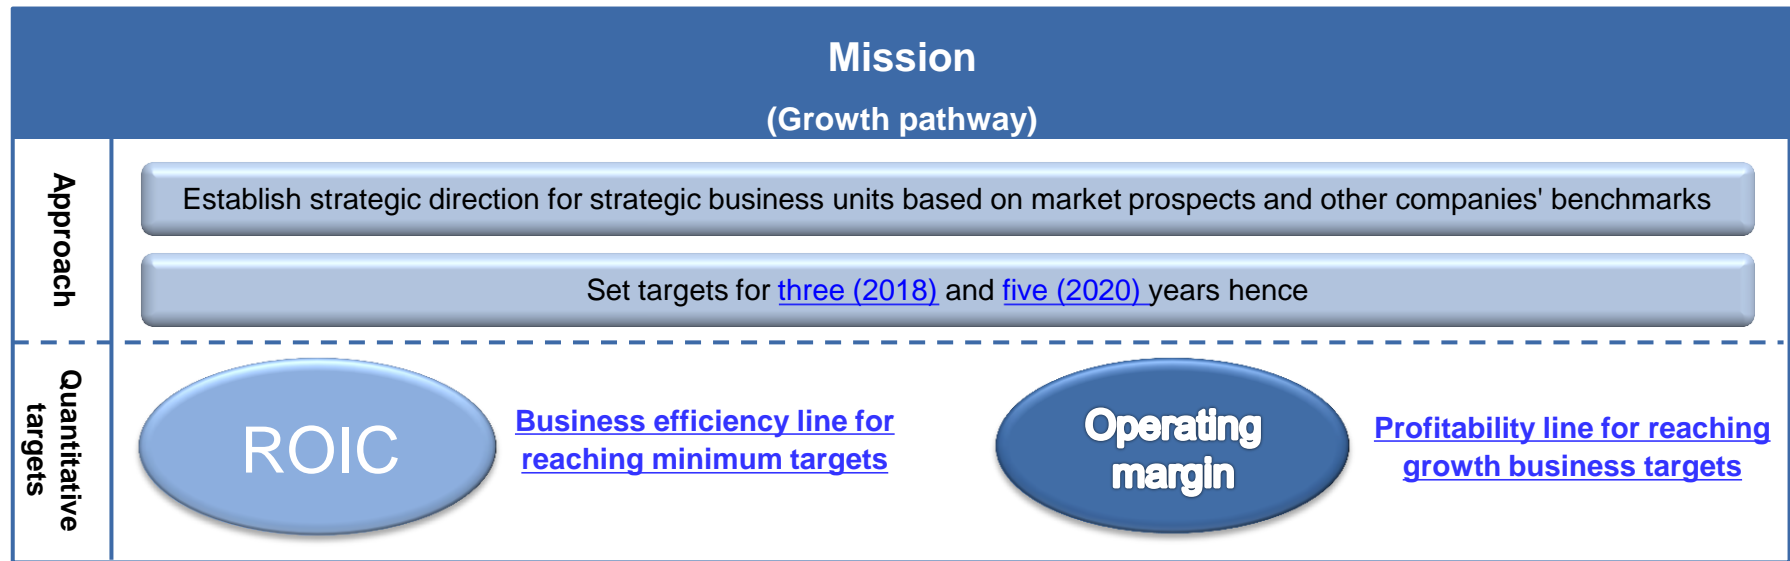 Mission
(Growth pathway)
Approach
Establish strategic direction for strategic business units based on market prospects and other companies' benchmarks
Set targets for three (2018) and five (2020) years hence
Quantitative
targets
ROIC
Business efficiency line for
reaching minimum targets
Operating
margin
Profitability line for reaching
growth business targets